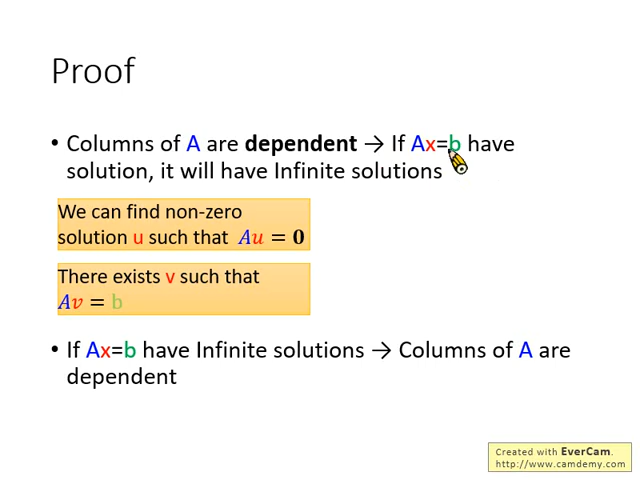 Proof
• Columns of A are dependent → If Ax=b have
solution, it will have Infinite solutions
We can find non-zero
solution u such that Au = 0
There exists v such that
Av = b
• If Ax=b have Infinite solutions → Columns of A are
dependent
Created with EverCam.
http://www.camdemy.com